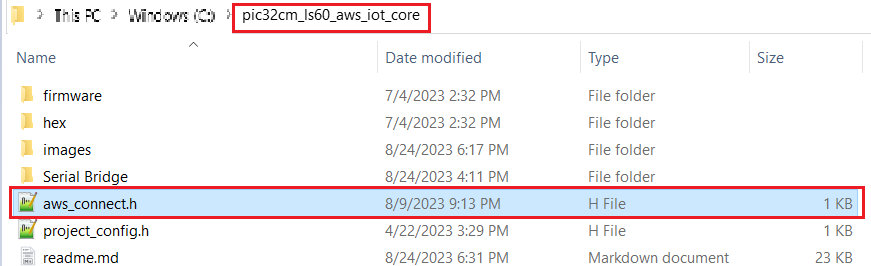 This PC Windows (C:) pic32cm_ls60_aws_iot_core
Name Date modified Type Size
firmware 7/4/2023 2:32 PM File folder
hex 7/4/2023 2:32 PM File folder
images 8/24/2023 6:17 PM File folder
Serial Bridge 8/24/2023 4:11 PM File folder
aws_connect.h 8/9/2023 9:13 PM H File 1 KB
project_config.h 4/22/2023 3:29 PM H File 1 KB
readme.md 8/24/2023 6:31 PM Markdown document 23 KB